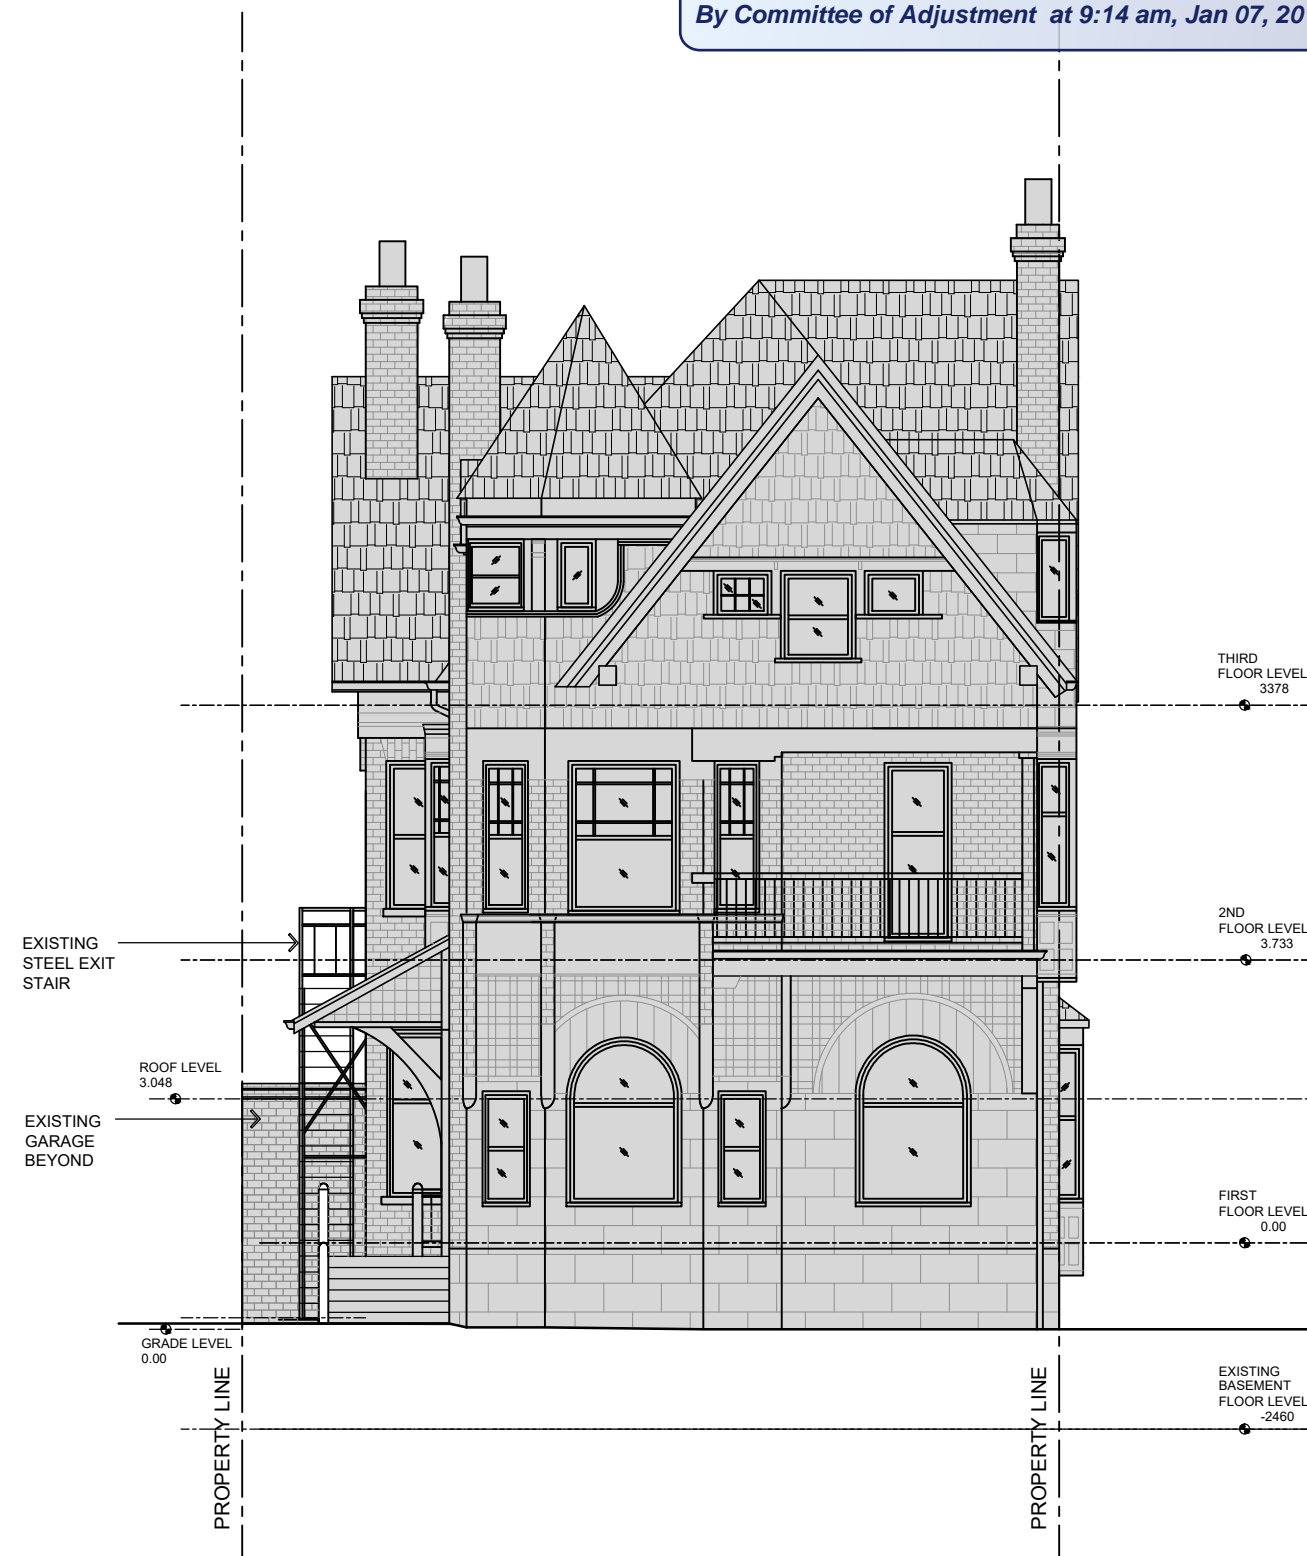 By Committee of Adjustment at 9:14 am, Jan 07, 20
THIRD
FLOOR LEVEL
3378
2ND
FLOOR LEVEL
3.733
EXISTING
STEEL EXIT
STAIR
ROOF LEVEL
3.048
EXISTING
GARAGE
BEYOND
FIRST
FLOOR LEVEL
0.00
GRADE LEVEL
0.00
EXISTING
BASEMENT
FLOOR LEVEL
-2460
PROPERTY LINE
PROPERTY LINE